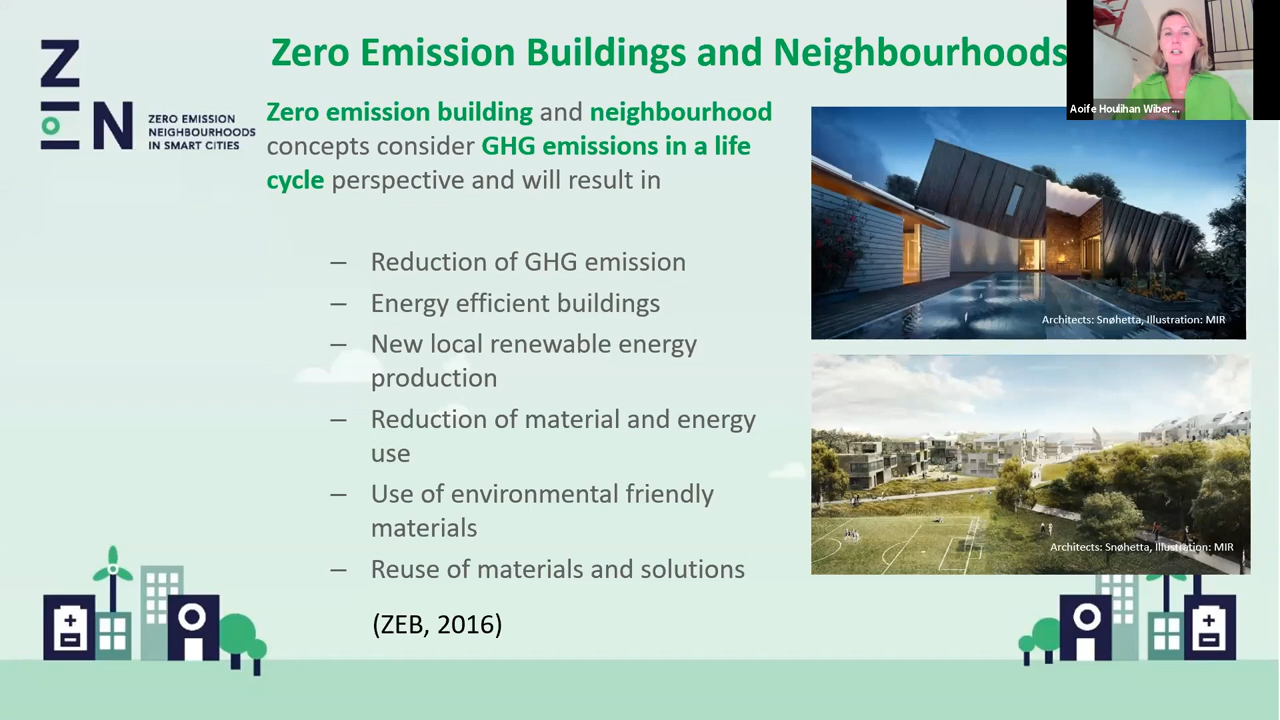 Zero Emission Buildings and Neighbourhoods
Aoife Houlihan Wiber...
ZEN
ZERO EMISSION
NEIGHBOURHOODS
IN SMART CITIES
Zero emission building and neighbourhood
concepts consider GHG emissions in a life
cycle perspective and will result in
– Reduction of GHG emission
– Energy efficient buildings
– New local renewable energy
production
– Reduction of material and energy
use
– Use of environmental friendly
materials
– Reuse of materials and solutions
(ZEB, 2016)
Architects: Snøhetta, Illustration: MIR
Architects: Snøhetta, Illustration: MIR